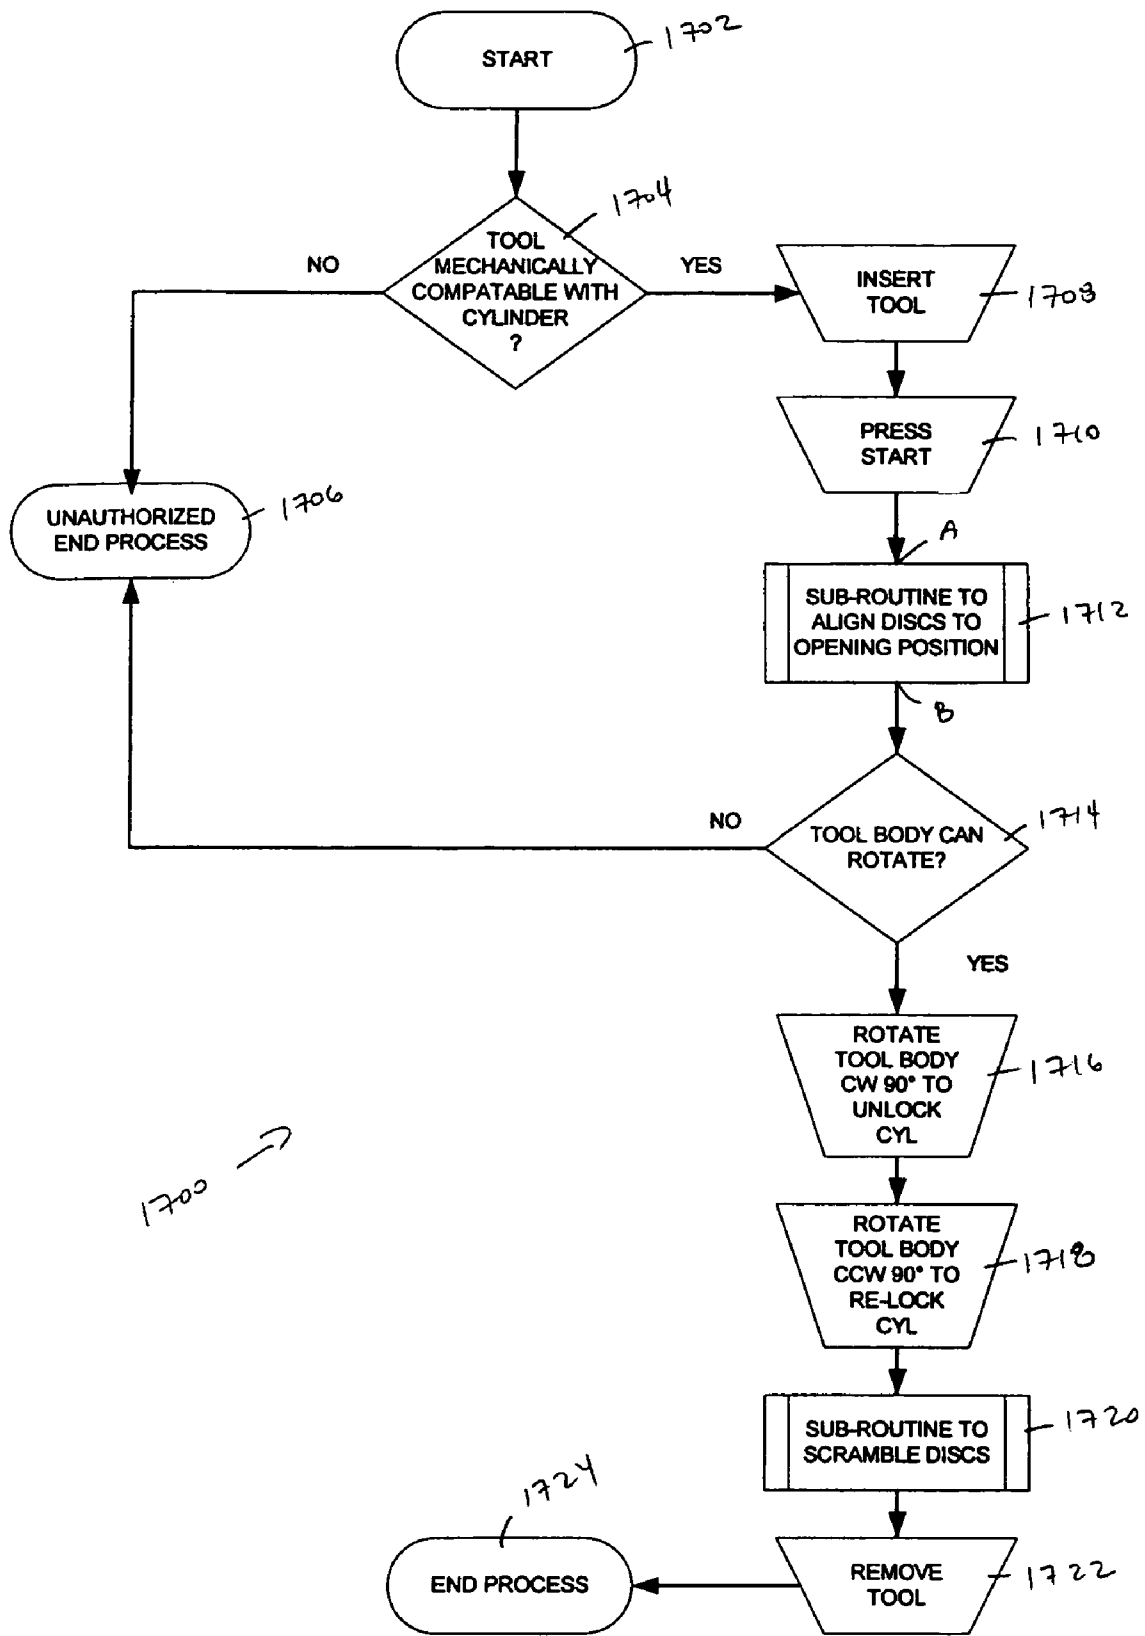 START
1702
TOOL
MECHANICALLY
COMPATABLE WITH
CYLINDER
?
1704
NO
YES
INSERT
TOOL
1708
PRESS
START
1710
UNAUTHORIZED
END PROCESS
1706
A
SUB-ROUTINE TO
ALIGN DISCS TO
OPENING POSITION
1712
B
TOOL BODY CAN
ROTATE?
1714
NO
YES
ROTATE
TOOL BODY
CW 90° TO
UNLOCK
CYL
1716
1700
ROTATE
TOOL BODY
CCW 90° TO
RE-LOCK
CYL
1718
SUB-ROUTINE TO
SCRAMBLE DISCS
1720
REMOVE
TOOL
1722
END PROCESS
1724